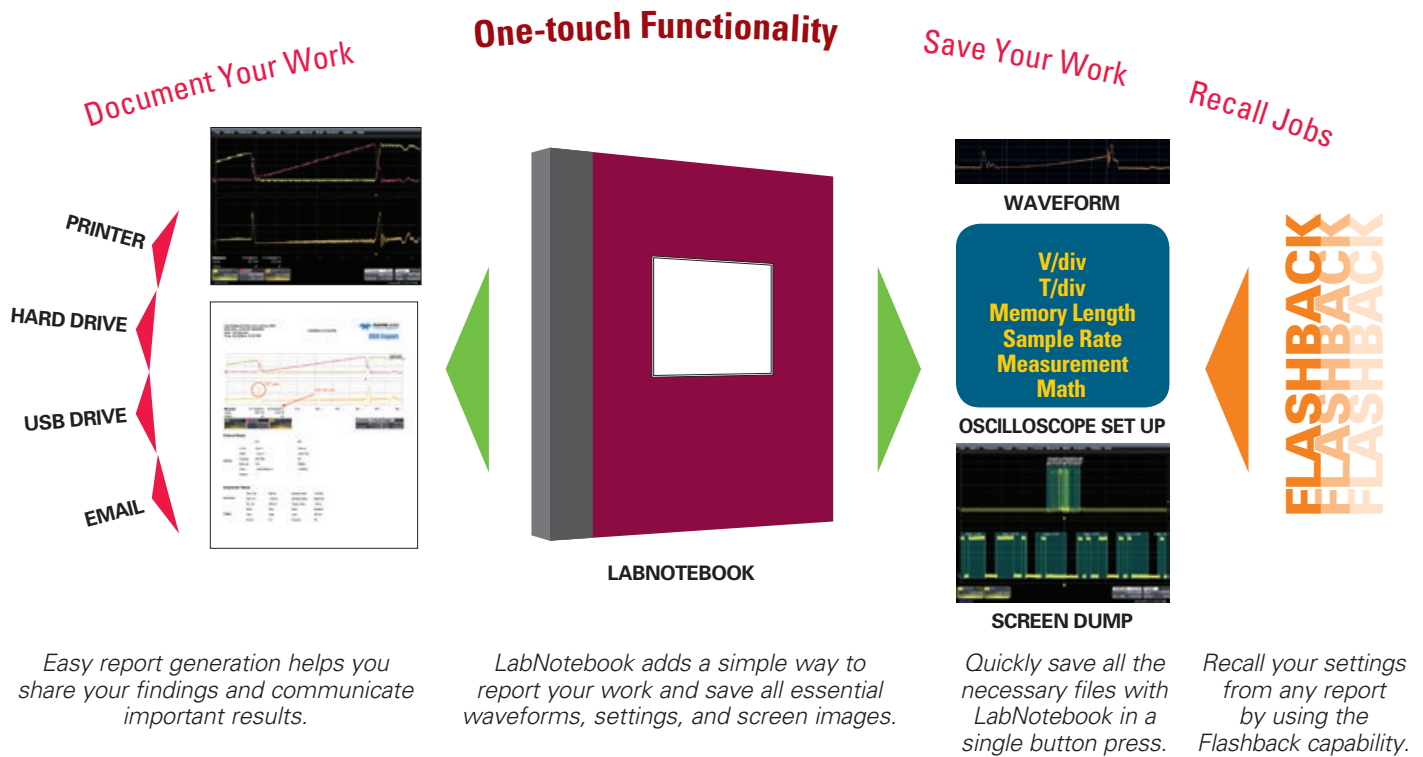 One-touch Functionality
Document Your Work
Save Your Work
Recall Jobs
PRINTER
HARD DRIVE
USB DRIVE
EMAIL
LABNOTEBOOK
WAVEFORM
V/div
T/div
Memory Length
Sample Rate
Measurement
Math
OSCILLOSCOPE SET UP
SCREEN DUMP
FLASHBACK
FLASHBACK
FLASHBACK
Easy report generation helps you
share your findings and communicate
important results.
LabNotebook adds a simple way to
report your work and save all essential
waveforms, settings, and screen images.
Quickly save all the
necessary files with
LabNotebook in a
single button press.
Recall your settings
from any report
by using the
Flashback capability.